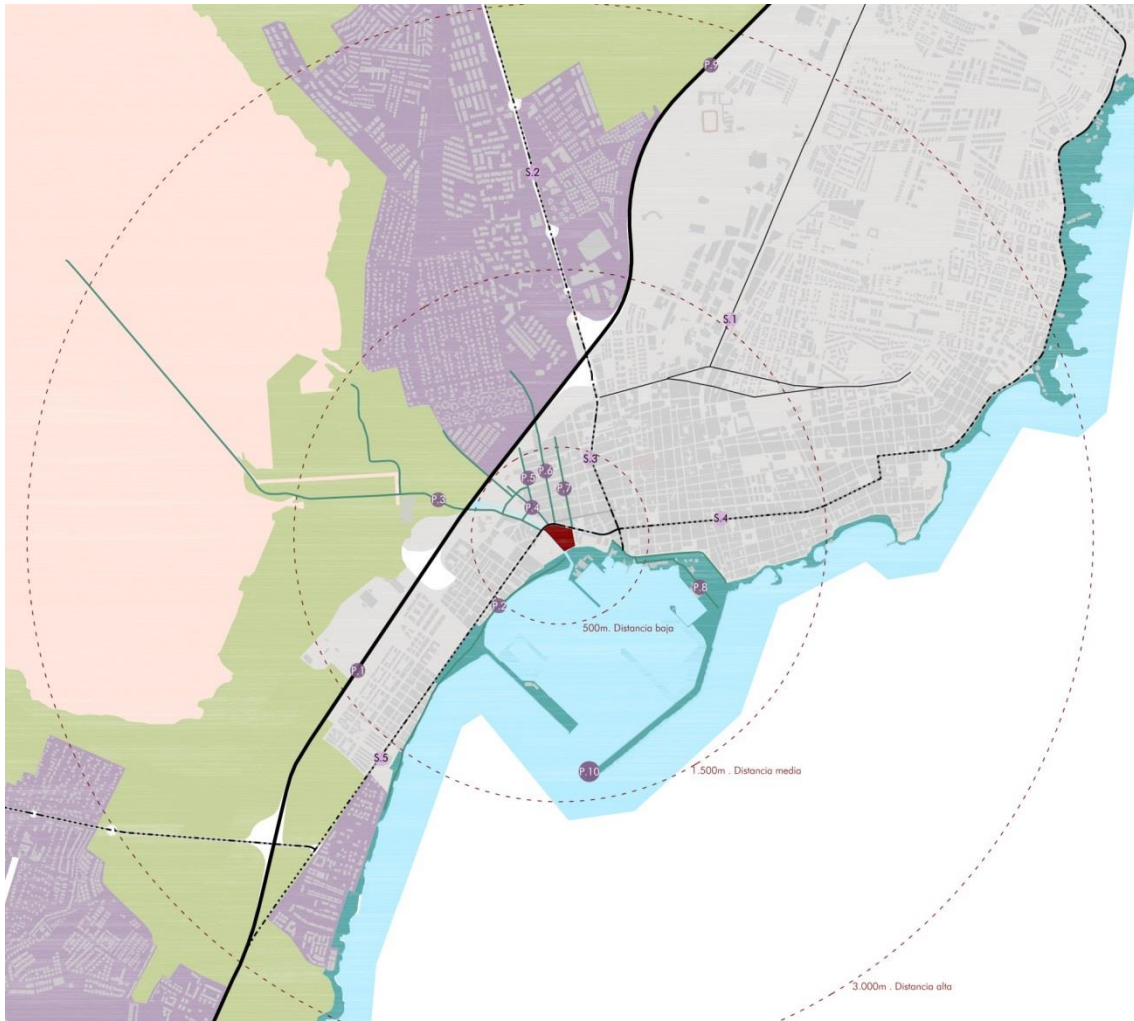 P.9
S.2
S.1
S.3
P.5
P.6
P.7
P.3
P.4
S.4
P.8
P.2
500m. Distancia baja
P.1
S.5
P.10
1.500m . Distancia media
3.000m . Distancia alta